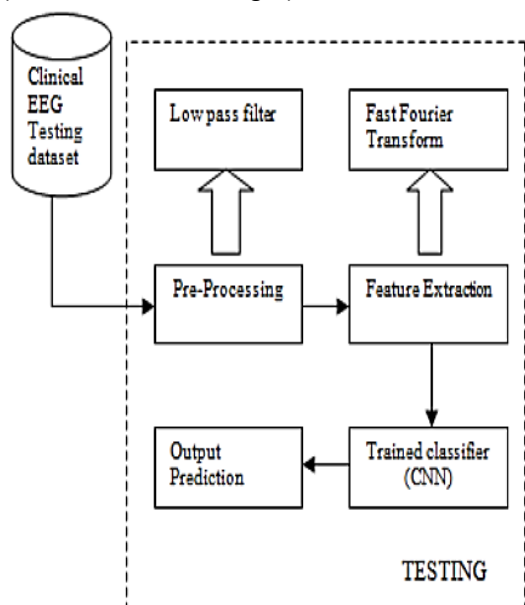 Clinical
EEG
Testing
dataset
Low pass filter
Fast Fourier
Transform
Pre-Processing
Feature Extraction
Output
Prediction
Trained classifier
(CNN)
TESTING